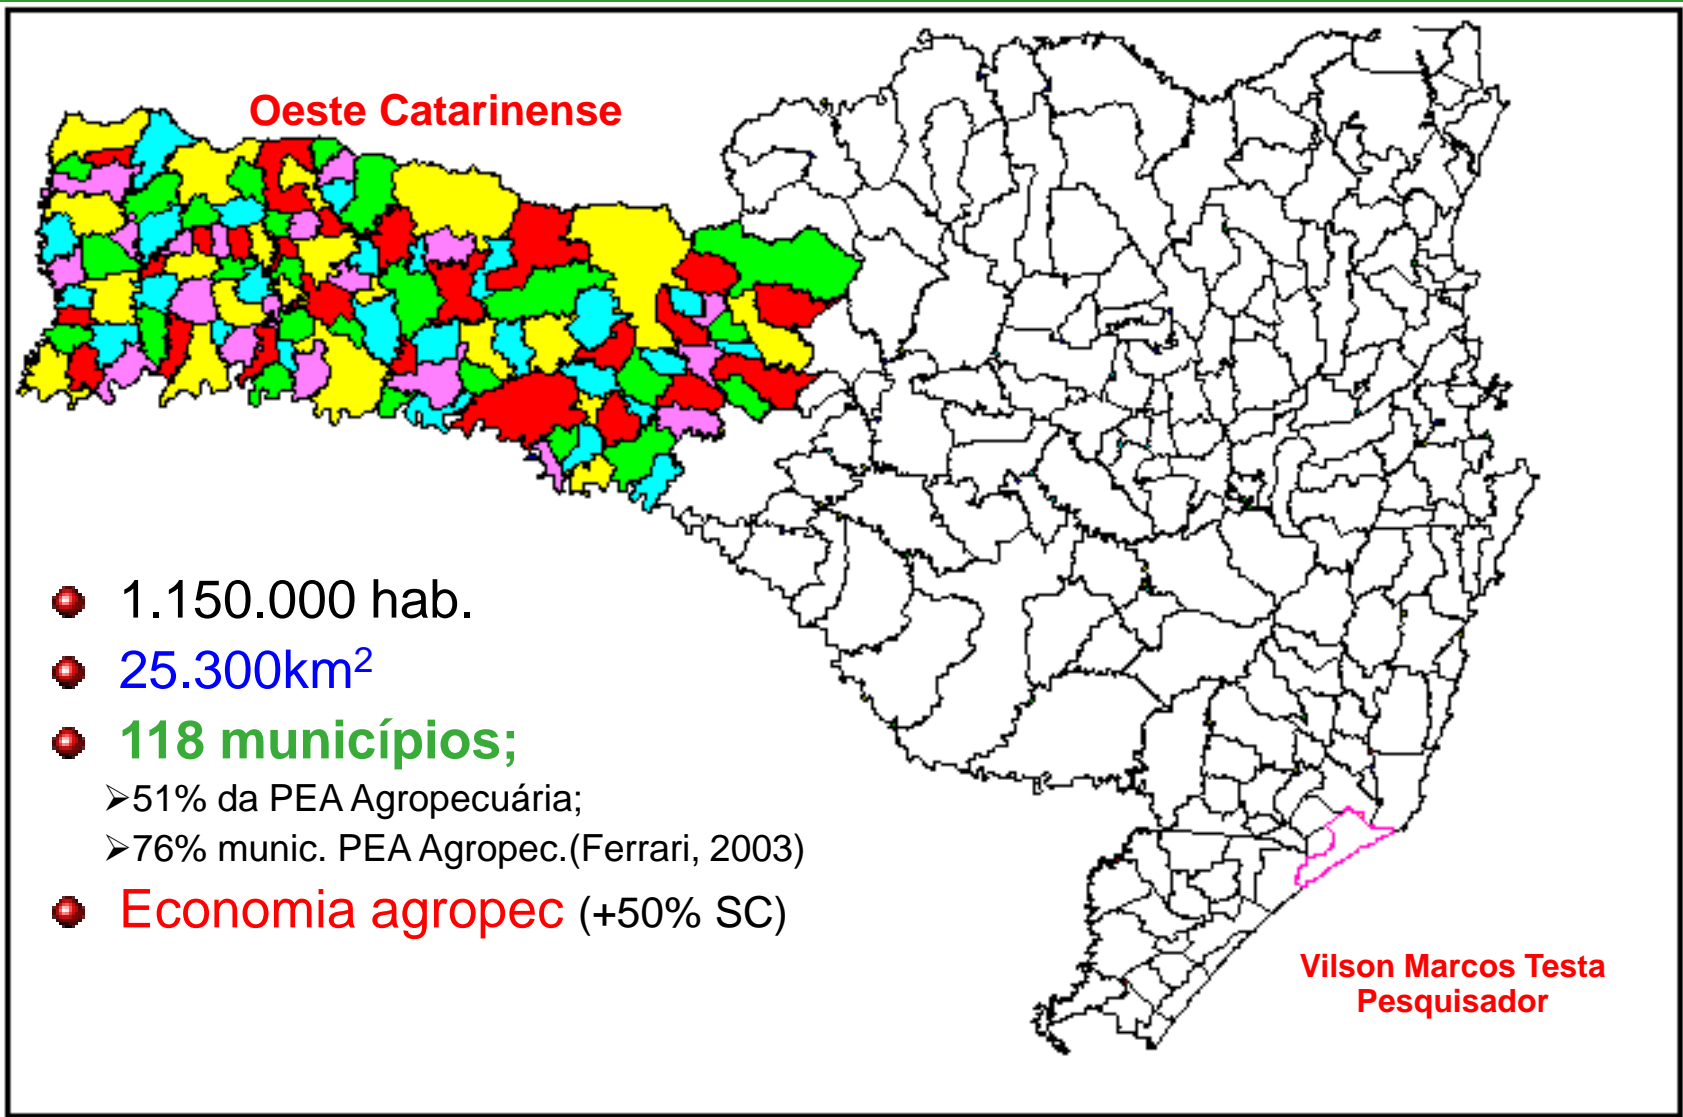 Oeste Catarinense
1.150.000 hab.
25.300km²
118 municípios;
➢51% da PEA Agropecuária;
➢76% munic. PEA Agropec.(Ferrari, 2003)
Economia agropec (+50% SC)
Vilson Marcos Testa
Pesquisador